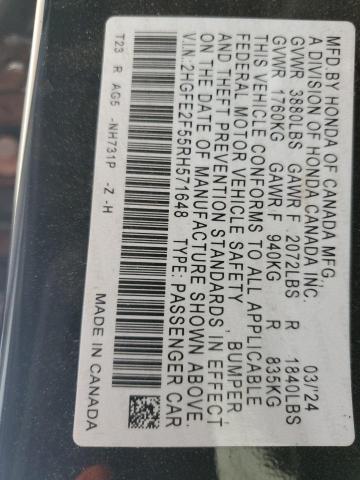 MFD BY HONDA OF CANADA MFG.
A DIVISION OF HONDA CANADA INC. 03/'24
GVWR 3880LBS GAWR F 2072LBS R 1840LBS
GVWR 1760KG GAWR F 940KG R 835KG
THIS VEHICLE CONFORMS TO ALL APPLICABLE
FEDERAL MOTOR VEHICLE SAFETY, BUMPER,
AND THEFT PREVENTION STANDARDS IN EFFECT
ON THE DATE OF MANUFACTURE SHOWN ABOVE.
V.I.N: 2HGFE2F55RH571648 TYPE: PASSENGER CAR
T23 R AG5 -NH731P -Z -H MADE IN CANADA